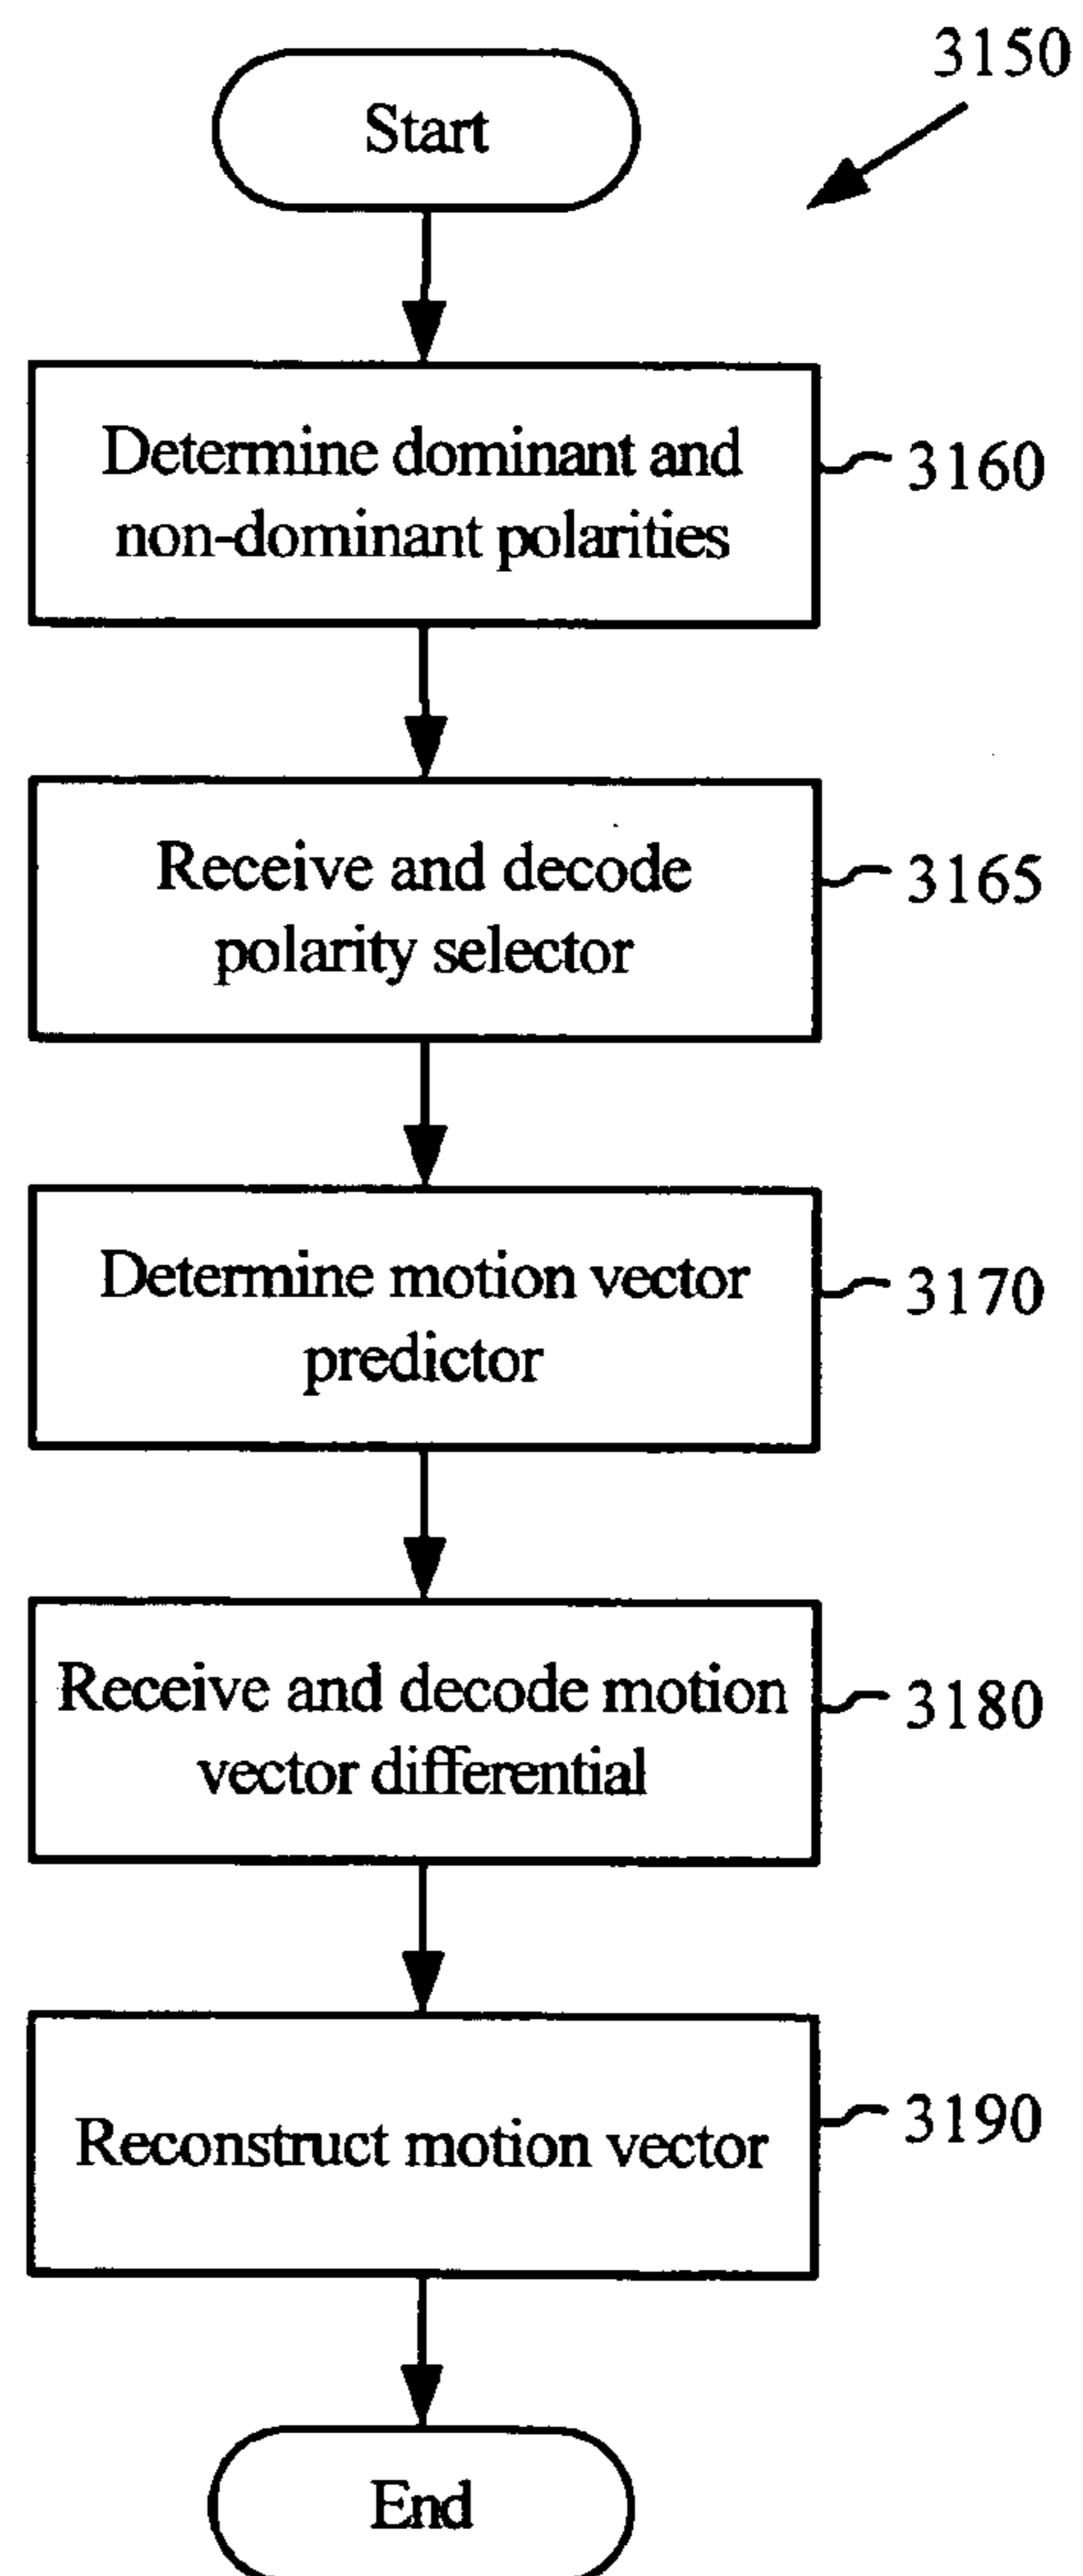 3150
Start
Determine dominant and
non-dominant polarities
3160
Receive and decode
polarity selector
3165
Determine motion vector
predictor
3170
Receive and decode motion
vector differential
3180
Reconstruct motion vector
3190
End